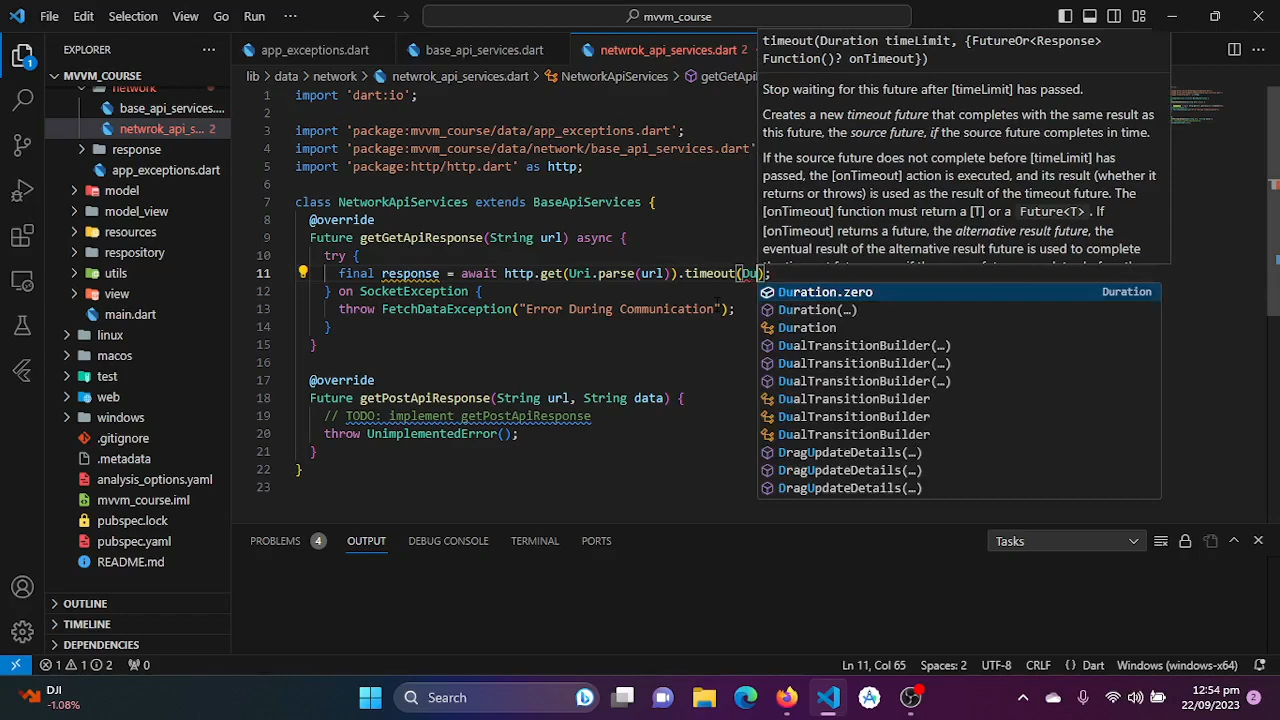 File Edit Selection View Go Run ···
mvvm_course
EXPLORER
app_exceptions.dart
base_api_services.dart
netwrok_api_services.dart 2
MVVM_COURSE
lib > data > network > netwrok_api_services.dart > NetworkApiServices > getGetApi
network
base_api_services....
netwrok_api_s... 2
response
app_exceptions.dart
model
model_view
resources
repository
utils
view
main.dart
linux
macos
test
web
windows
.gitignore
.metadata
analysis_options.yaml
mvvm_course.iml
pubspec.lock
pubspec.yaml
README.md
OUTLINE
TIMELINE
DEPENDENCIES
1 import 'dart:io';
2
3 import 'package:mvvm_course/data/app_exceptions.dart';
4 import 'package:mvvm_course/data/network/base_api_services.dart'
5 import 'package:http/http.dart' as http;
6
7 class NetworkApiServices extends BaseApiServices {
8 @override
9 Future getGetApiResponse(String url) async {
10 try {
11 final response = await http.get(Uri.parse(url)).timeout(Du);
12 } on SocketException {
13 throw FetchDataException("Error During Communication");
14 }
15 }
16
17 @override
18 Future getPostApiResponse(String url, String data) {
19 // TODO: implement getPostApiResponse
20 throw UnimplementedError();
21 }
22 }
23
timeout(Duration timeLimit, {FutureOr<Response>
Function()? onTimeout})
Stop waiting for this future after [timeLimit] has passed.
Creates a new timeout future that completes with the same result as
this future, the source future, if the source future completes in time.
If the source future does not complete before [timeLimit] has
passed, the [onTimeout] action is executed, and its result (whether it
returns or throws) is used as the result of the timeout future. The
[onTimeout] function must return a [T] or a Future<T>. If
[onTimeout] returns a future, the alternative result future, the
eventual result of the alternative result future is used to complete
Duration.zero Duration
Duration(…)
Duration
DualTransitionBuilder(…)
DualTransitionBuilder(…)
DualTransitionBuilder(…)
DualTransitionBuilder
DualTransitionBuilder
DualTransitionBuilder
DragUpdateDetails(…)
DragUpdateDetails(…)
DragUpdateDetails(…)
PROBLEMS 4 OUTPUT DEBUG CONSOLE TERMINAL PORTS
Tasks
1 1 2 0
Ln 11, Col 65 Spaces: 2 UTF-8 CRLF {} Dart Windows (windows-x64)
DJI
-1.08%
Search
12:54 pm
22/09/2023
2
1